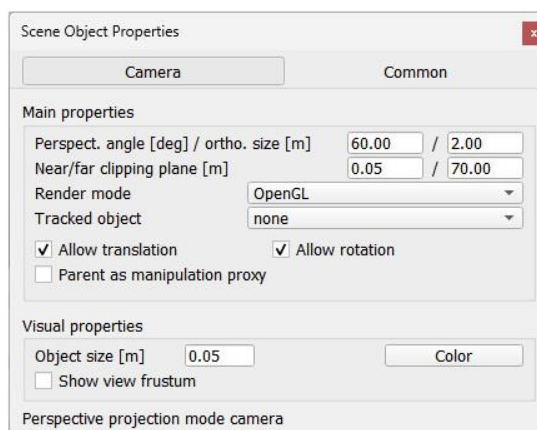 Scene Object Properties
x
Camera Common
Main properties
Perspect. angle [deg] / ortho. size [m] 60.00 / 2.00
Near/far clipping plane [m] 0.05 / 70.00
Render mode OpenGL
Tracked object none
Allow translation Allow rotation
Parent as manipulation proxy
Visual properties
Object size [m] 0.05 Color
Show view frustum
Perspective projection mode camera